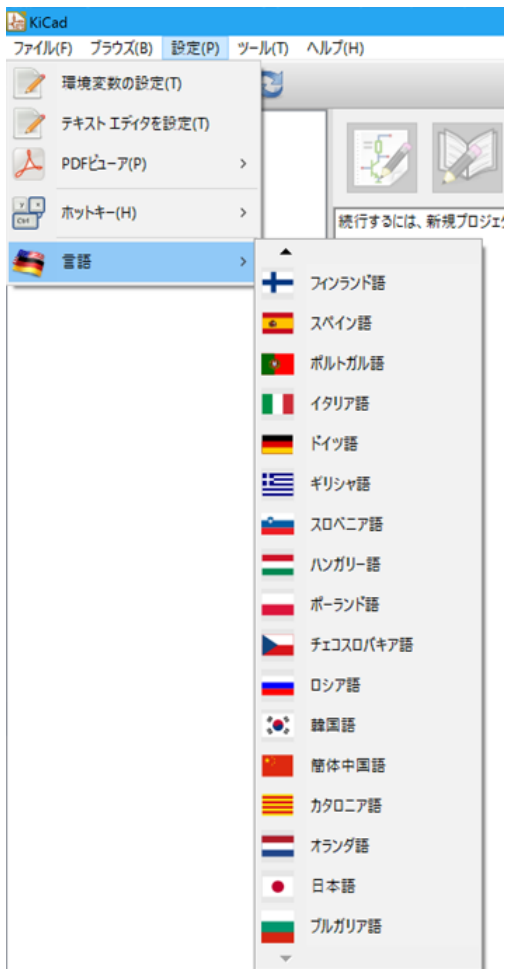 KiCad
ファイル(F) ブラウズ(B) 設定(P) ツール(T) ヘルプ(H)
環境変数の設定(T)
テキスト エディタを設定(T)
PDFビューア(P)
ホットキー(H)
言語
続行するには、新規プロジェ
フィンランド語
スペイン語
ポルトガル語
イタリア語
ドイツ語
ギリシャ語
スロベニア語
ハンガリー語
ポーランド語
チェコスロバキア語
ロシア語
韓国語
簡体中国語
カタロニア語
オランダ語
日本語
ブルガリア語